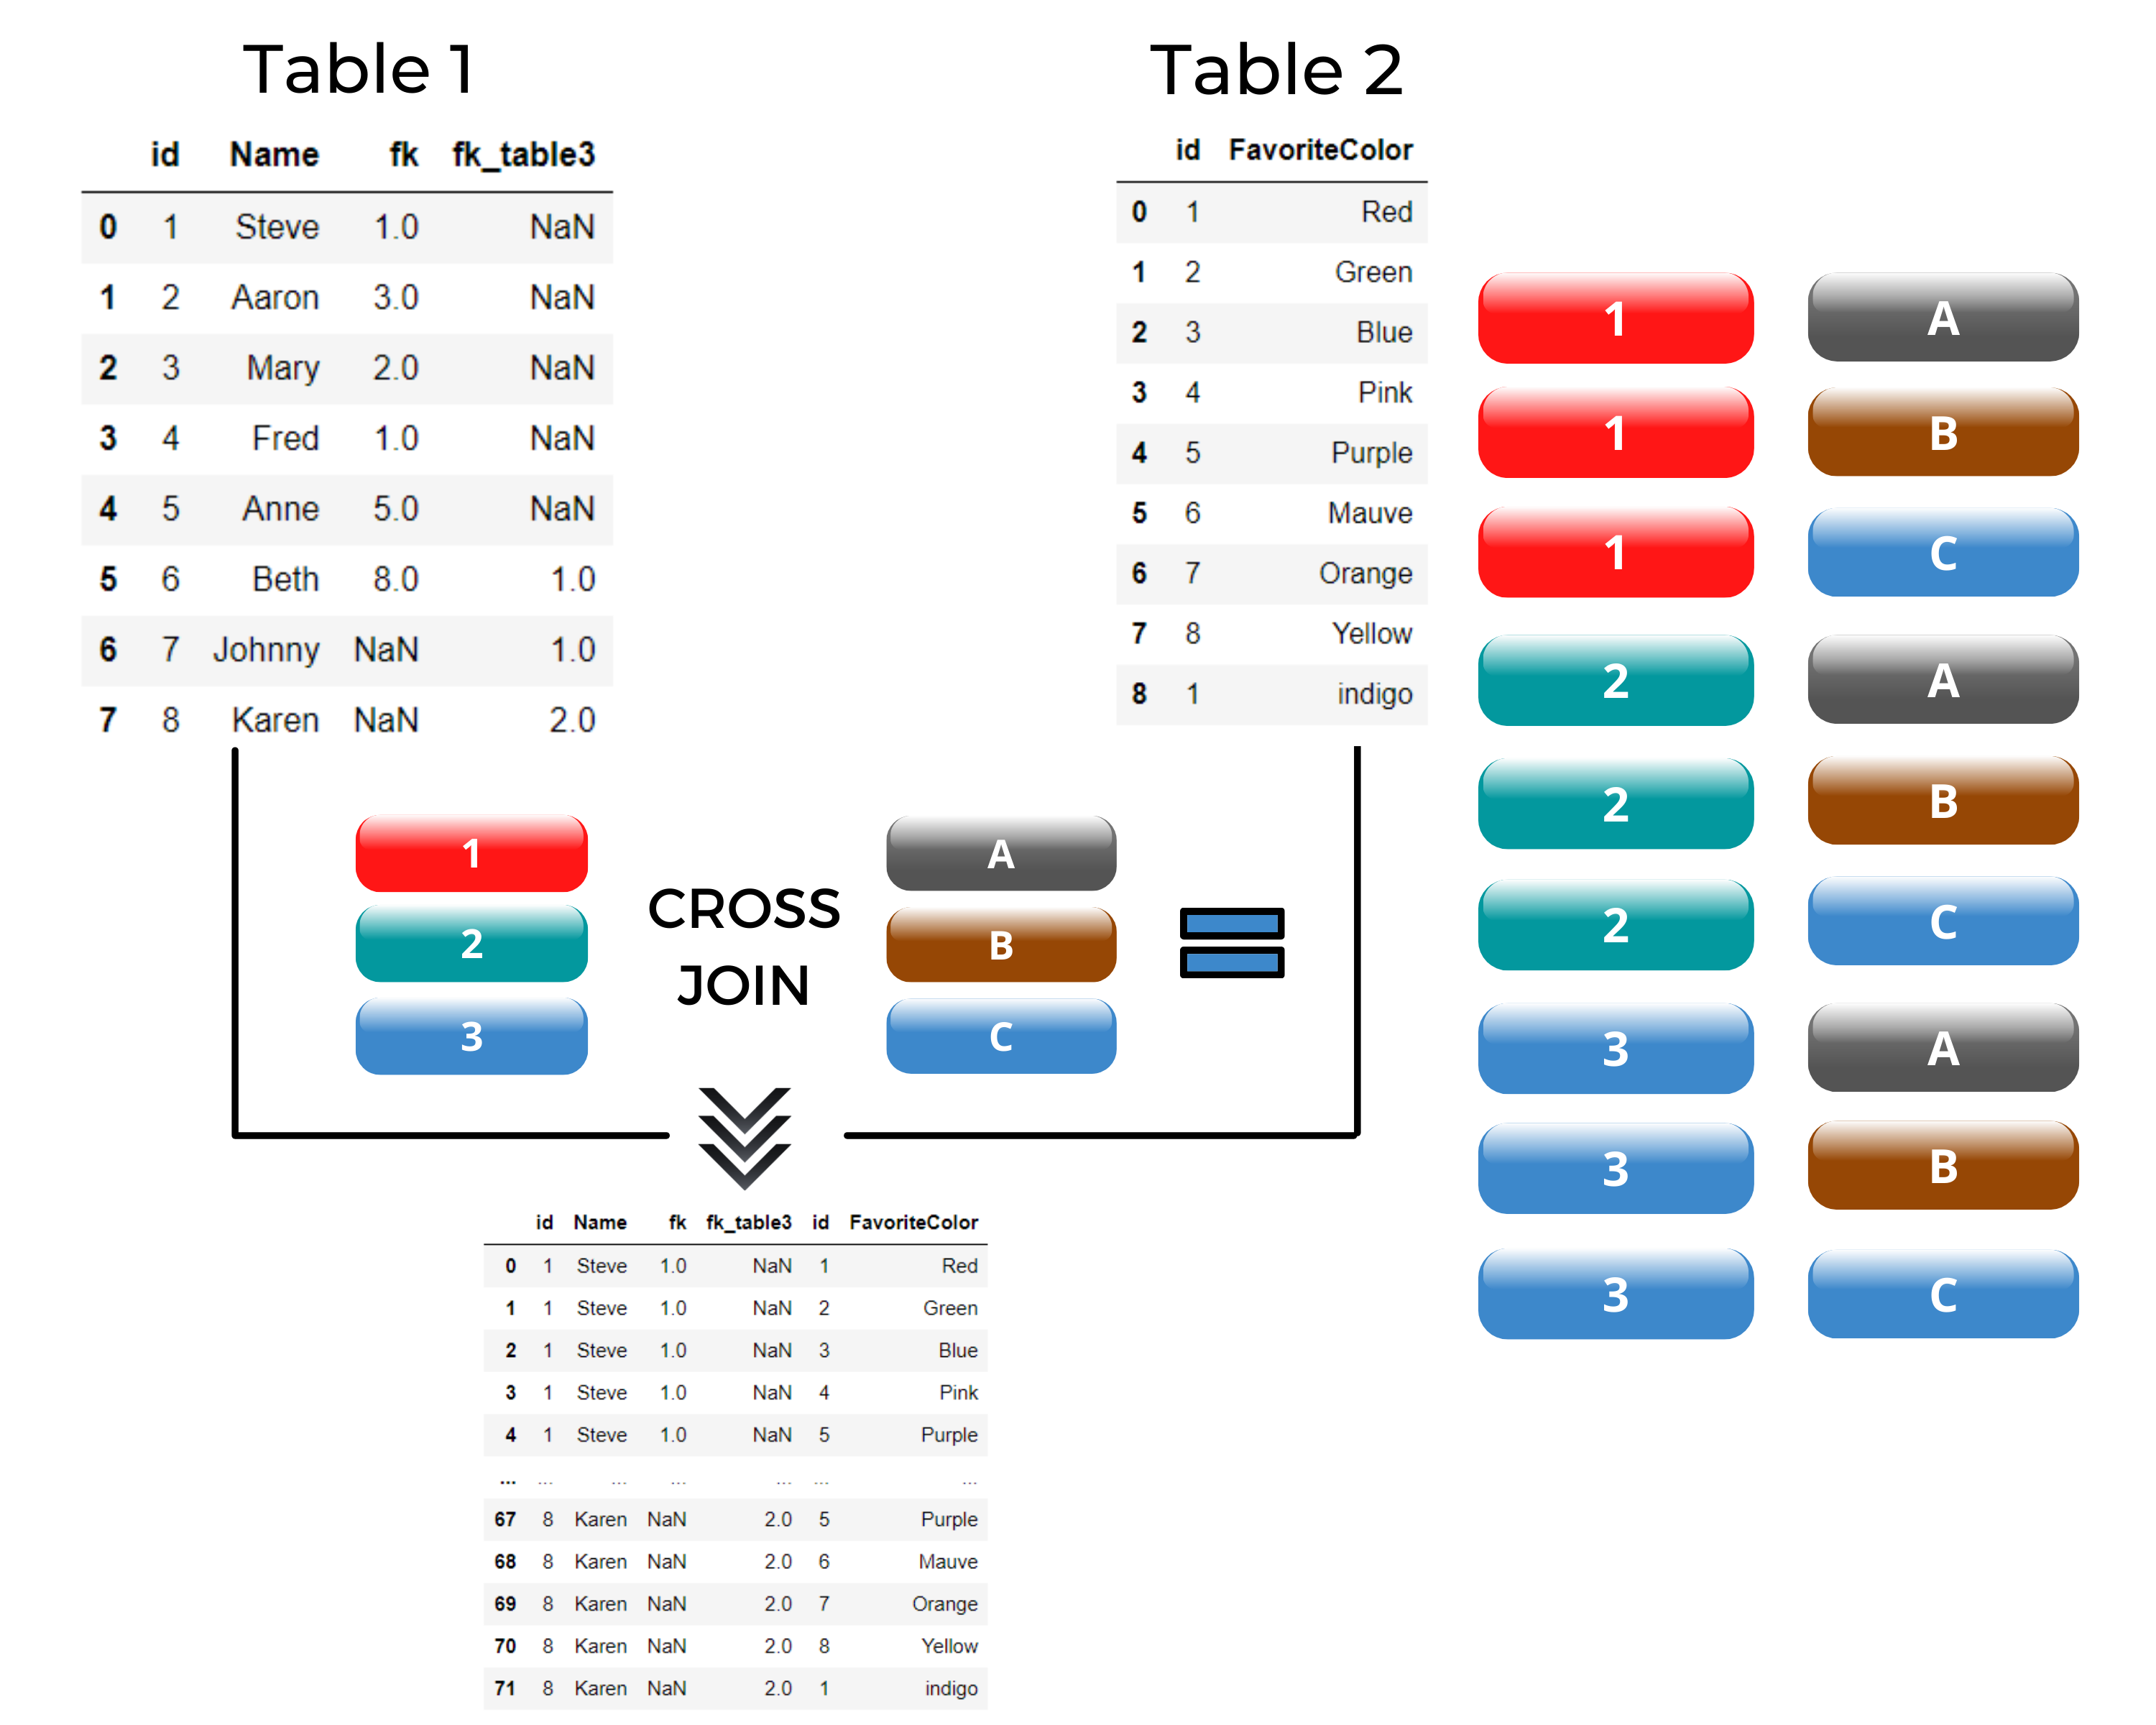 Table 1
id Name fk fk_table3
0 1 Steve 1.0 NaN
1 2 Aaron 3.0 NaN
2 3 Mary 2.0 NaN
3 4 Fred 1.0 NaN
4 5 Anne 5.0 NaN
5 6 Beth 8.0 1.0
6 7 Johnny NaN 1.0
7 8 Karen NaN 2.0
Table 2
id FavoriteColor
0 1 Red
1 2 Green
2 3 Blue
3 4 Pink
4 5 Purple
5 6 Mauve
6 7 Orange
7 8 Yellow
8 1 indigo
1
2
3
CROSS
JOIN
A
B
C
1 A
1 B
1 C
2 A
2 B
2 C
3 A
3 B
3 C
id Name fk fk_table3 id FavoriteColor
0 1 Steve 1.0 NaN 1 Red
1 1 Steve 1.0 NaN 2 Green
2 1 Steve 1.0 NaN 3 Blue
3 1 Steve 1.0 NaN 4 Pink
4 1 Steve 1.0 NaN 5 Purple
... ... ... ... ... ... ...
67 8 Karen NaN 2.0 5 Purple
68 8 Karen NaN 2.0 6 Mauve
69 8 Karen NaN 2.0 7 Orange
70 8 Karen NaN 2.0 8 Yellow
71 8 Karen NaN 2.0 1 indigo